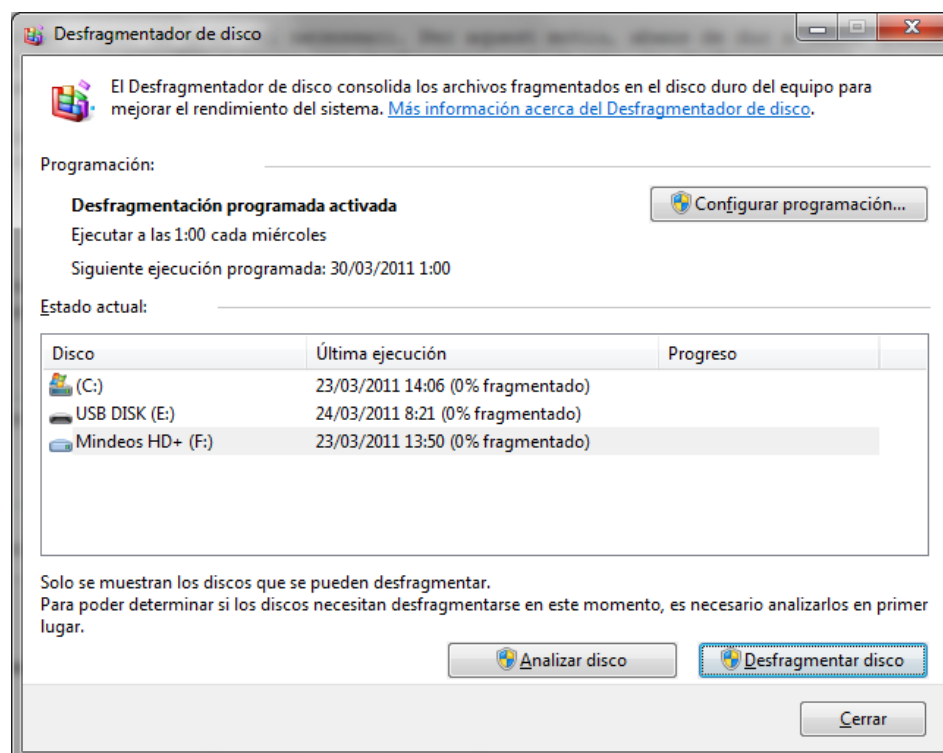 Desfragmentador de disco
El Desfragmentador de disco consolida los archivos fragmentados en el disco duro del equipo para
mejorar el rendimiento del sistema. Más información acerca del Desfragmentador de disco.
Programación:
Desfragmentación programada activada
Configurar programación...
Ejecutar a las 1:00 cada miércoles
Siguiente ejecución programada: 30/03/2011 1:00
Estado actual:
Disco Última ejecución Progreso
(C:) 23/03/2011 14:06 (0% fragmentado)
USB DISK (E:) 24/03/2011 8:21 (0% fragmentado)
Mindeos HD+ (F:) 23/03/2011 13:50 (0% fragmentado)
Solo se muestran los discos que se pueden desfragmentar.
Para poder determinar si los discos necesitan desfragmentarse en este momento, es necesario analizarlos en primer
lugar.
Analizar disco Desfragmentar disco
Cerrar